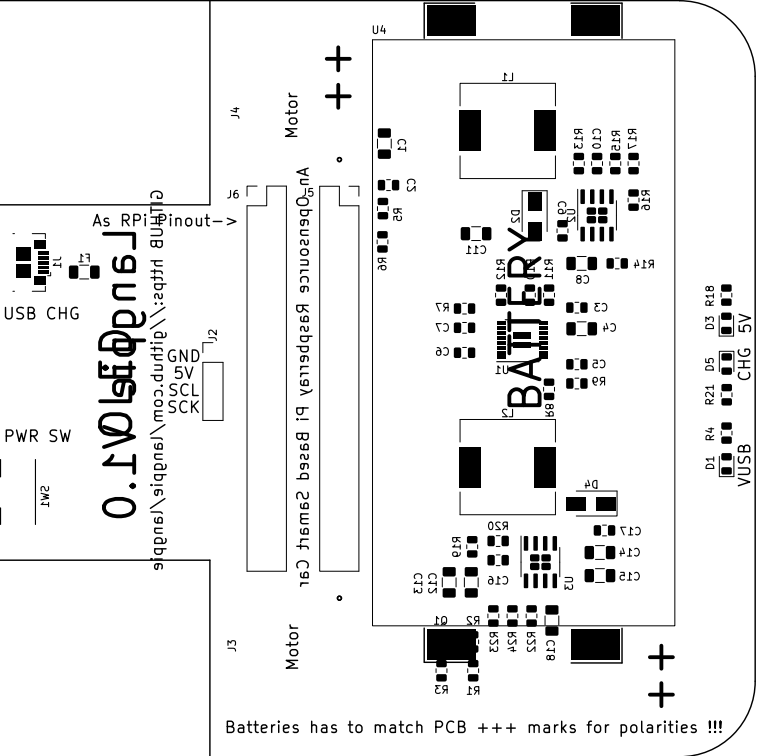 U4
L1
J4
Motor
+
+
C1
R13
C10
R15
R17
C2
J6
J5
R5
R16
D2
C9
U2
As RPi Pinout->
R6
C11
J1
F1
R14
C8
R12
R10
R11
BATTERY
R18
R7
C3
USB CHG
D3
5V
C7
C4
J2
GND
5V
SCL
SCK
C6
U1
C5
R9
D5
CHG
R21
R8
GITHUB https://github.com/langpie/langpie
An Opensource Raspberray Pi Based Samart Car
L2
PWR SW
R4
D1
VUSB
SW1
V1.0
D4
R20
C17
R19
C14
C16
C15
C13
C12
U3
J3
Motor
Q1
R2
R23
R24
R22
C18
R3
R1
+
+
Batteries has to match PCB +++ marks for polarities !!!